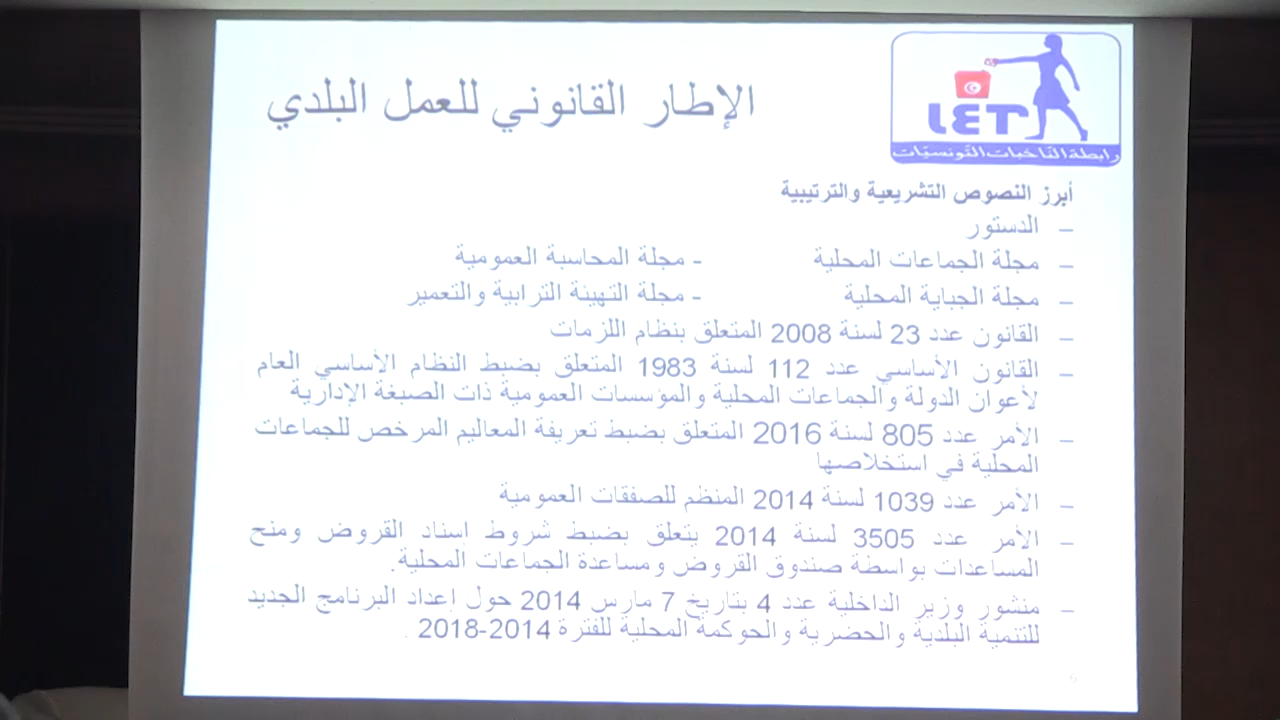 الإطار القانوني للعمل البلدي
LET
رابطة الناخبات التونسيات
أبرز النصوص التشريعية والترتيبية
– الدستور
– مجلة الجماعات المحلية - مجلة المحاسبة العمومية
– مجلة الجباية المحلية - مجلة التهيئة الترابية والتعمير
– القانون عدد 23 لسنة 2008 المتعلق بنظام اللزمات
– القانون الأساسي عدد 112 لسنة 1983 المتعلق بضبط النظام الأساسي العام
لأعوان الدولة والجماعات المحلية والمؤسسات العمومية ذات الصبغة الإدارية
– الأمر عدد 805 لسنة 2016 المتعلق بضبط تعريفة المعاليم المرخص للجماعات
المحلية في استخلاصها
– الأمر عدد 1039 لسنة 2014 المنظم للصفقات العمومية
– الأمر عدد 3505 لسنة 2014 يتعلق بضبط شروط إسناد القروض ومنح
المساعدات بواسطة صندوق القروض ومساعدة الجماعات المحلية.
– منشور وزير الداخلية عدد 4 بتاريخ 7 مارس 2014 حول إعداد البرنامج الجديد
للتنمية البلدية والحضرية والحوكمة المحلية للفترة 2014-2018 .